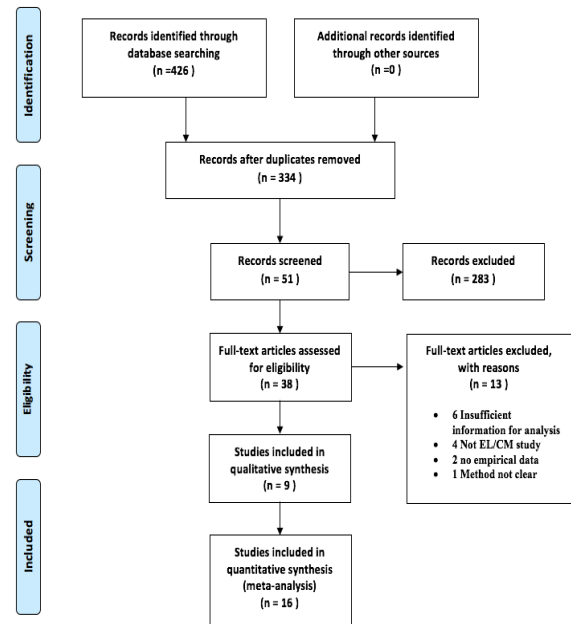 Identification
Records identified through
database searching
(n =426 )
Additional records identified
through other sources
(n =0 )
Records after duplicates removed
(n = 334 )
Screening
Records screened
(n = 51 )
Records excluded
(n = 283 )
Eligibility
Full-text articles assessed
for eligibility
(n = 38 )
Full-text articles excluded,
with reasons
(n = 13 )
• 6 Insufficient
information for analysis
• 4 Not EL/CM study
• 2 no empirical data
• 1 Method not clear
Studies included in
qualitative synthesis
(n = 9 )
Included
Studies included in
quantitative synthesis
(meta-analysis)
(n = 16 )